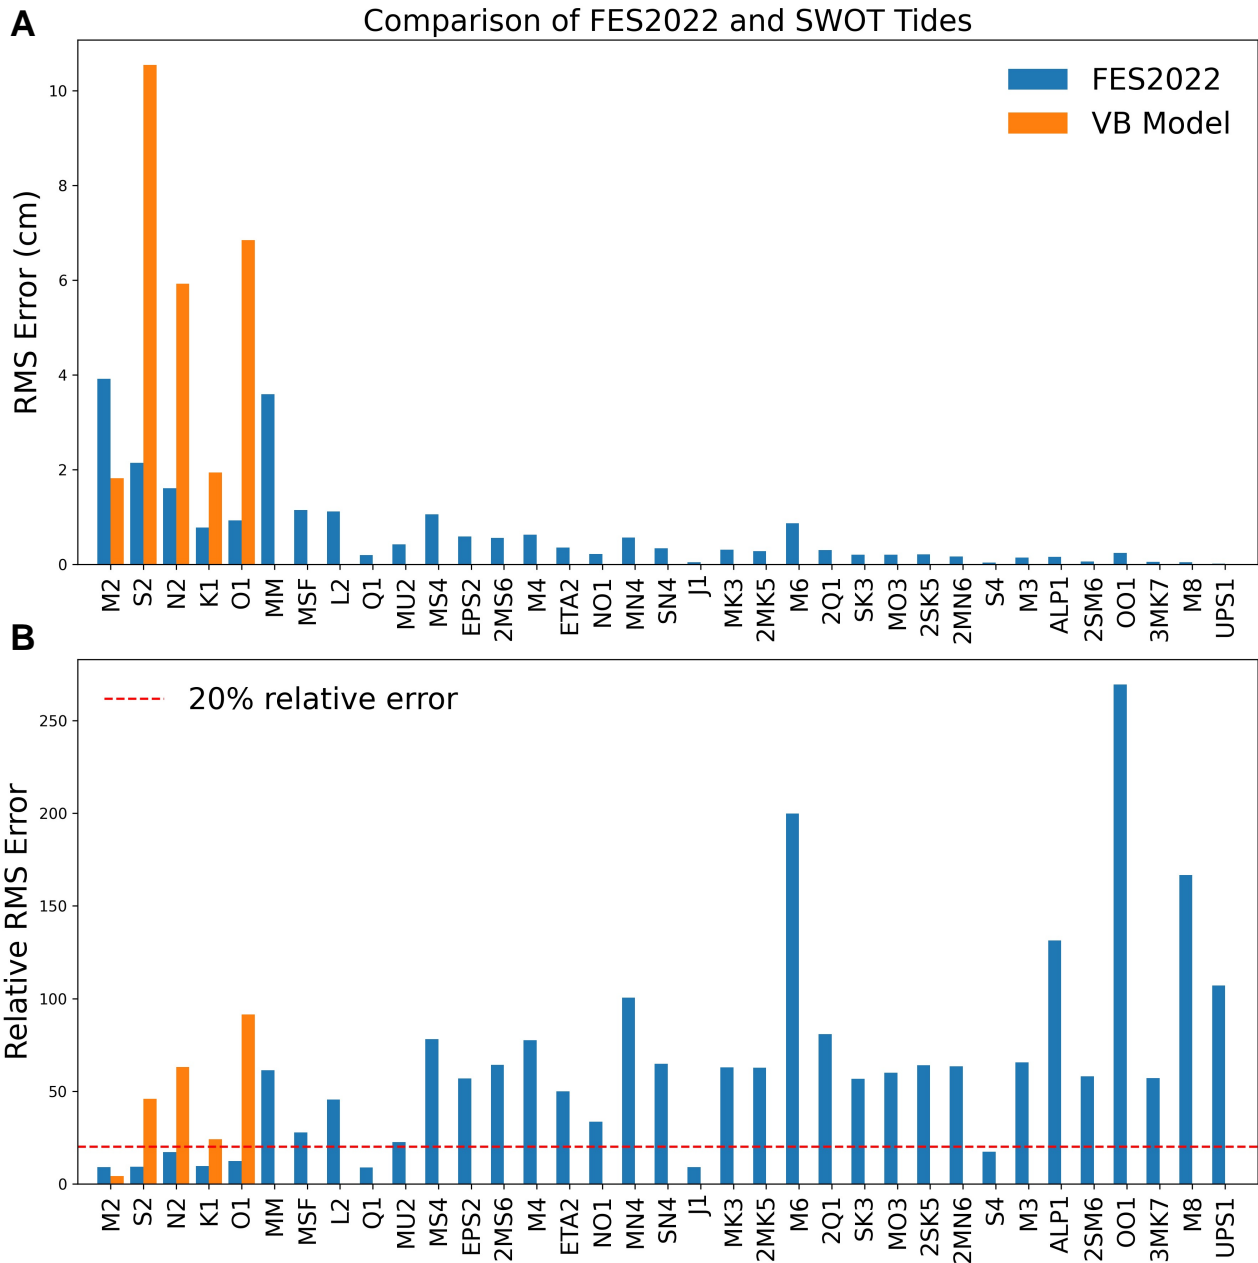 A
Comparison of FES2022 and SWOT Tides
FES2022
VB Model
RMS Error (cm)
10
8
6
4
2
0
M2 S2 N2 K1 O1 MM MSF L2 Q1 MU2 MS4 EPS2 2MS6 M4 ETA2 NO1 MN4 SN4 J1 MK3 2MK5 M6 2Q1 SK3 MO3 2SK5 2MN6 S4 M3 ALP1 2SM6 OO1 3MK7 M8 UPS1
B
20% relative error
Relative RMS Error
250
200
150
100
50
0
M2 S2 N2 K1 O1 MM MSF L2 Q1 MU2 MS4 EPS2 2MS6 M4 ETA2 NO1 MN4 SN4 J1 MK3 2MK5 M6 2Q1 SK3 MO3 2SK5 2MN6 S4 M3 ALP1 2SM6 OO1 3MK7 M8 UPS1